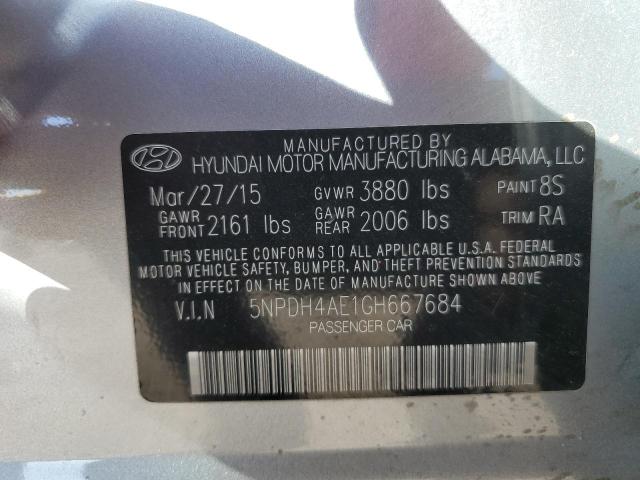 MANUFACTURED BY
HYUNDAI MOTOR MANUFACTURING ALABAMA, LLC
Mar/27/15 GVWR 3880 lbs PAINT 8S
GAWR FRONT 2161 lbs GAWR REAR 2006 lbs TRIM RA
THIS VEHICLE CONFORMS TO ALL APPLICABLE U.S.A. FEDERAL
MOTOR VEHICLE SAFETY, BUMPER, AND THEFT PREVENTION STANDARDS
IN EFFECT ON THE DATE OF MANUFACTURE SHOWN ABOVE.
V.I.N 5NPDH4AE1GH667684
PASSENGER CAR